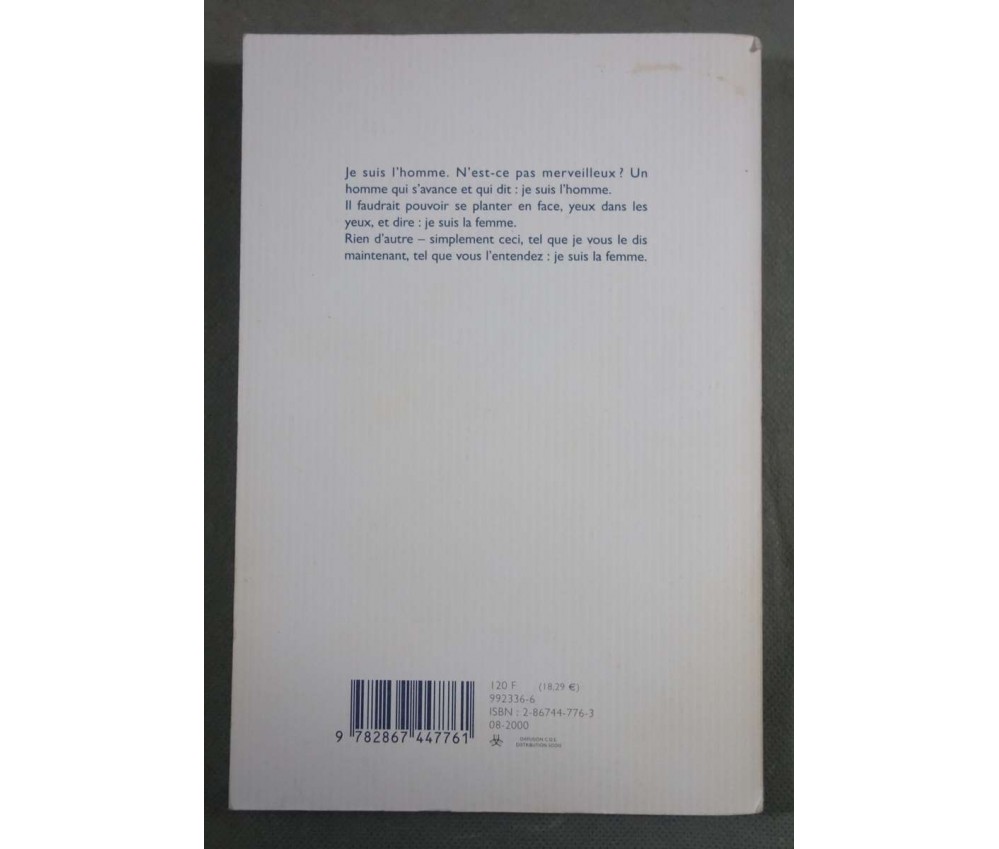 Je suis l'homme. N'est-ce pas merveilleux ? Un
homme qui s'avance et qui dit : je suis l'homme.
Il faudrait pouvoir se planter en face, yeux dans les
yeux, et dire : je suis la femme.
Rien d'autre – simplement ceci, tel que je vous le dis
maintenant, tel que vous l'entendez : je suis la femme.
120 F (18,29 €)
992336-6
ISBN : 2-86744-776-3
08-2000
9 782867 447761
DIFFUSION C.D.E.
DISTRIBUTION SODIS